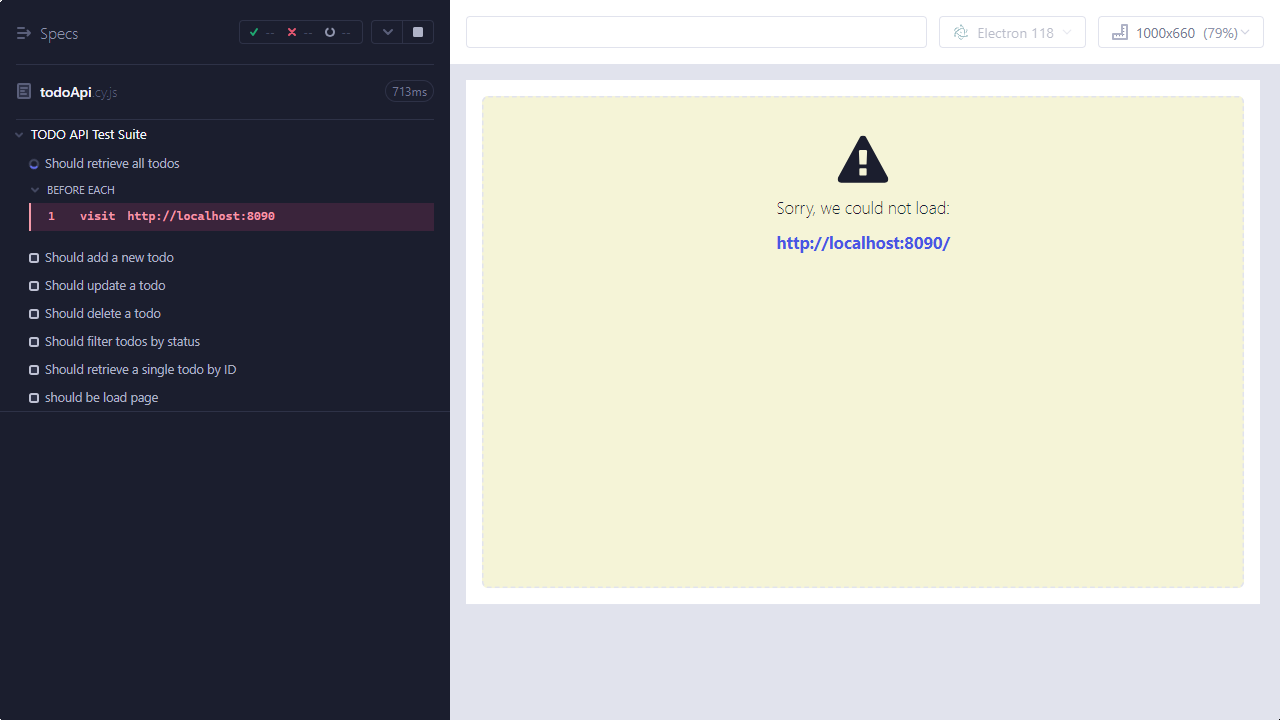 Specs
--
--
--
todoApi.cy.js
713ms
TODO API Test Suite
Should retrieve all todos
BEFORE EACH
1 visit http://localhost:8090
Should add a new todo
Should update a todo
Should delete a todo
Should filter todos by status
Should retrieve a single todo by ID
should be load page
Electron 118
1000x660 (79%)
Sorry, we could not load:
http://localhost:8090/